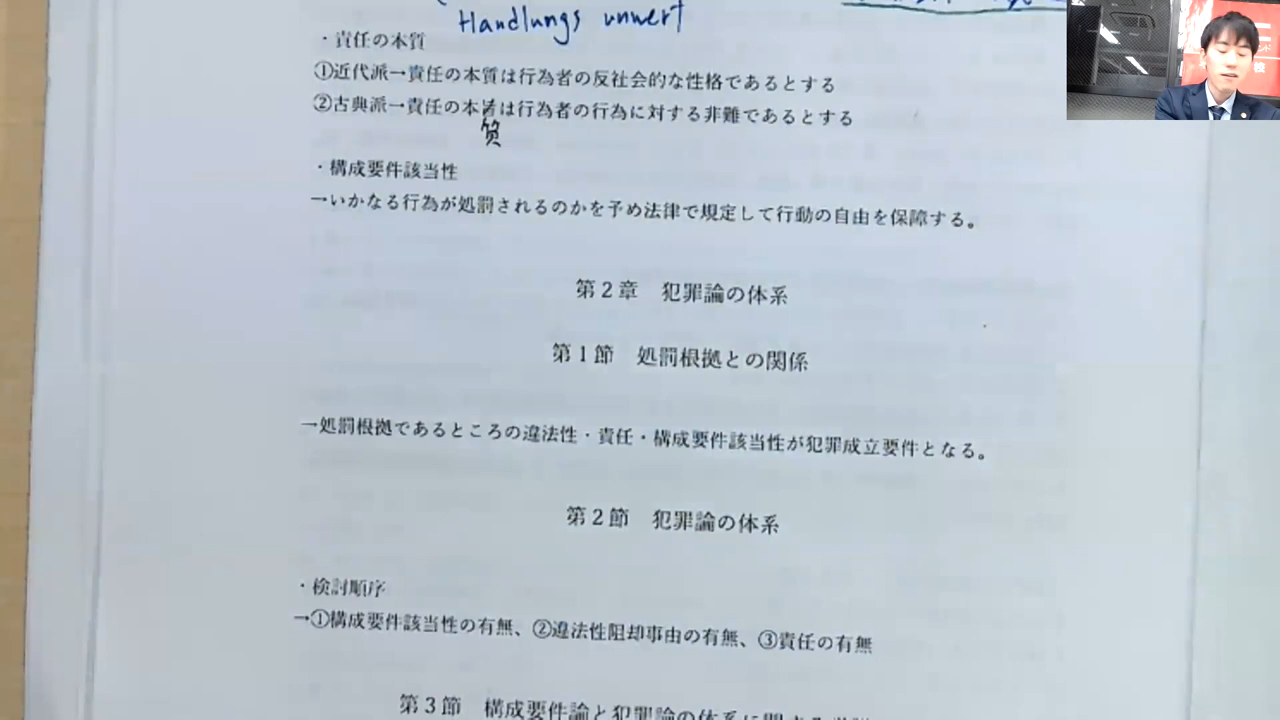 Handlungs unwert
・責任の本質
①近代派→責任の本質は行為者の反社会的な性格であるとする
②古典派→責任の本旨は行為者の行為に対する非難であるとする
質
・構成要件該当性
→いかなる行為が処罰されるのかを予め法律で規定して行動の自由を保障する。
第2章 犯罪論の体系
第1節 処罰根拠との関係
→処罰根拠であるところの違法性・責任・構成要件該当性が犯罪成立要件となる。
第2節 犯罪論の体系
・検討順序
→①構成要件該当性の有無、②違法性阻却事由の有無、③責任の有無
第3節 構成要件論と犯罪論の体系に関する
校